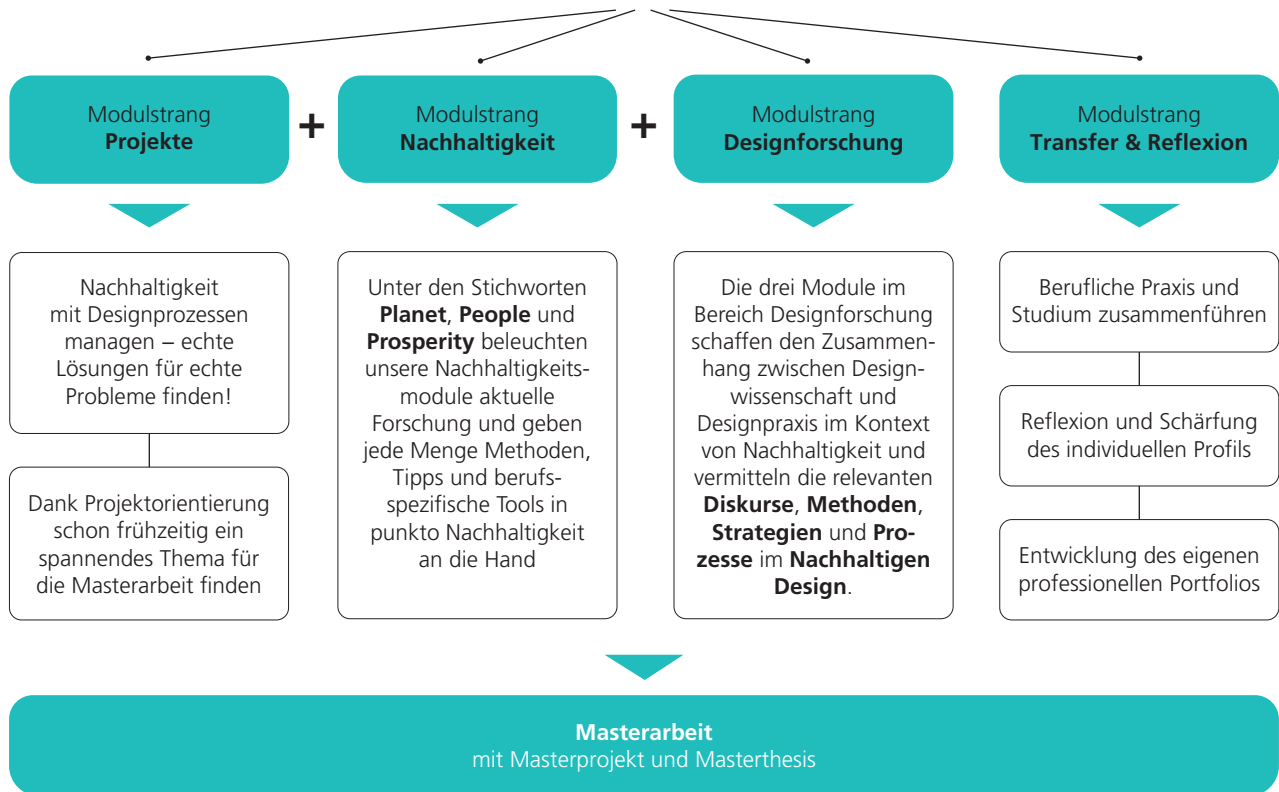 Modulstrang
Projekte
+
Modulstrang
Nachhaltigkeit
+
Modulstrang
Designforschung
Modulstrang
Transfer & Reflexion
Nachhaltigkeit
mit Designprozessen
managen – echte
Lösungen für echte
Probleme finden!
Dank Projektorientierung
schon frühzeitig ein
spannendes Thema für
die Masterarbeit finden
Unter den Stichworten
Planet, People und
Prosperity beleuchten
unsere Nachhaltigkeits-
module aktuelle
Forschung und geben
jede Menge Methoden,
Tipps und berufs-
spezifische Tools in
punkto Nachhaltigkeit
an die Hand
Die drei Module im
Bereich Designforschung
schaffen den Zusammen-
hang zwischen Design-
wissenschaft und
Designpraxis im Kontext
von Nachhaltigkeit und
vermitteln die relevanten
Diskurse, Methoden,
Strategien und Pro-
zesse im Nachhaltigen
Design.
Berufliche Praxis und
Studium zusammenführen
Reflexion und Schärfung
des individuellen Profils
Entwicklung des eigenen
professionellen Portfolios
Masterarbeit
mit Masterprojekt und Masterthesis